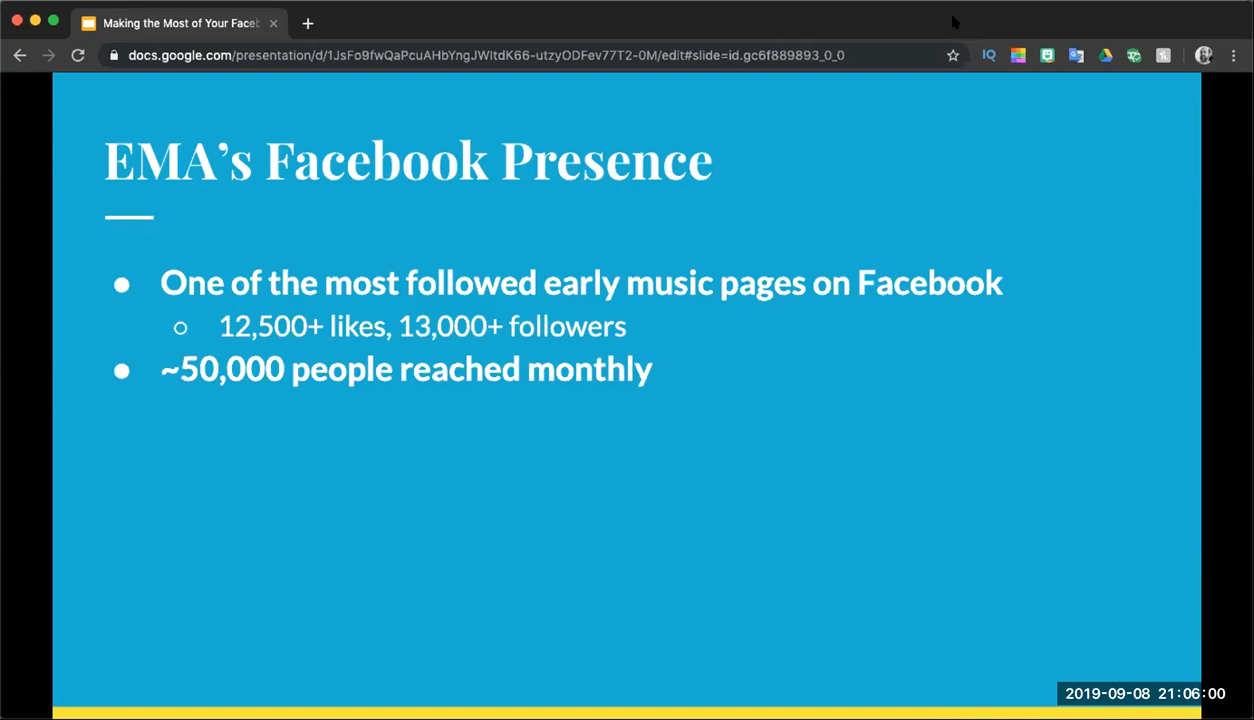 Making the Most of Your Faceb
docs.google.com/presentation/d/1JsFo9fwQaPcuAHbYngJWltdK66-utzyODFev77T2-0M/edit#slide=id.gc6f889893_0_0
IQ
EMA’s Facebook Presence
One of the most followed early music pages on Facebook
12,500+ likes, 13,000+ followers
~50,000 people reached monthly
2019-09-08 21:06:00